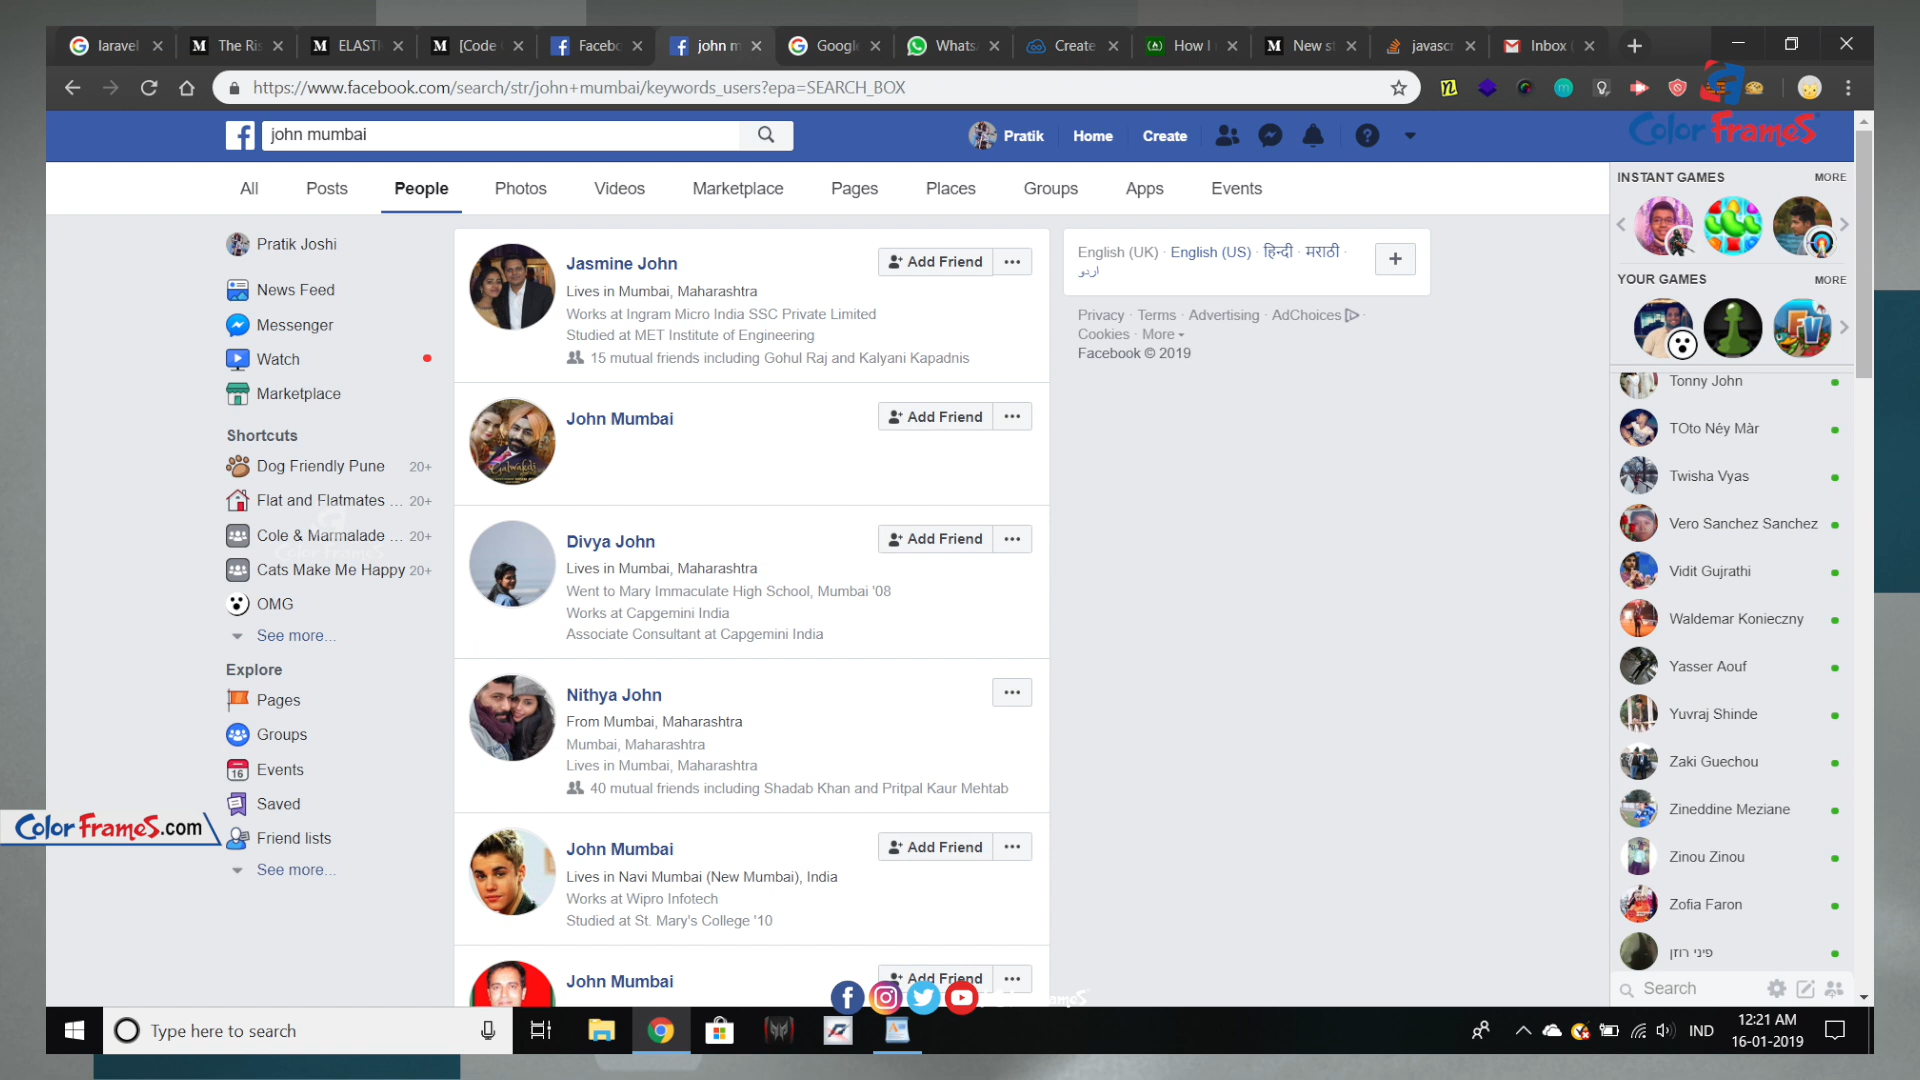 laravel
The Ris
ELASTI
[Code
Facebo
john m
Google
Whats
Create
How I
New st
javascr
Inbox
https://www.facebook.com/search/str/john+mumbai/keywords_users?epa=SEARCH_BOX
Color FrameS
john mumbai
Pratik
Home
Create
All
Posts
People
Photos
Videos
Marketplace
Pages
Places
Groups
Apps
Events
Pratik Joshi
News Feed
Messenger
Watch
Marketplace
Shortcuts
Dog Friendly Pune 20+
Flat and Flatmates ... 20+
Cole & Marmalade ... 20+
Color FrameS
Cats Make Me Happy 20+
OMG
See more...
Explore
Pages
Groups
16 Events
Saved
Color FrameS.com
Friend lists
See more...
Jasmine John
Add Friend
Lives in Mumbai, Maharashtra
Works at Ingram Micro India SSC Private Limited
Studied at MET Institute of Engineering
15 mutual friends including Gohul Raj and Kalyani Kapadnis
John Mumbai
Add Friend
Galwakdi
Divya John
Add Friend
Lives in Mumbai, Maharashtra
Went to Mary Immaculate High School, Mumbai '08
Works at Capgemini India
Associate Consultant at Capgemini India
Nithya John
From Mumbai, Maharashtra
Mumbai, Maharashtra
Lives in Mumbai, Maharashtra
40 mutual friends including Shadab Khan and Pritpal Kaur Mehtab
John Mumbai
Add Friend
Lives in Navi Mumbai (New Mumbai), India
Works at Wipro Infotech
Studied at St. Mary's College '10
John Mumbai
Add Friend
English (UK) · English (US) · हिन्दी · मराठी ·
اردو
Privacy · Terms · Advertising · AdChoices ·
Cookies · More
Facebook © 2019
INSTANT GAMES MORE
YOUR GAMES MORE
FV
Tonny John
TOto Néy Màr
Twisha Vyas
Vero Sanchez Sanchez
Vidit Gujrathi
Waldemar Konieczny
Yasser Aouf
Yuvraj Shinde
Zaki Guechou
Zineddine Meziane
Zinou Zinou
Zofia Faron
פיני רוזן
Search
Type here to search
IND
12:21 AM
16-01-2019